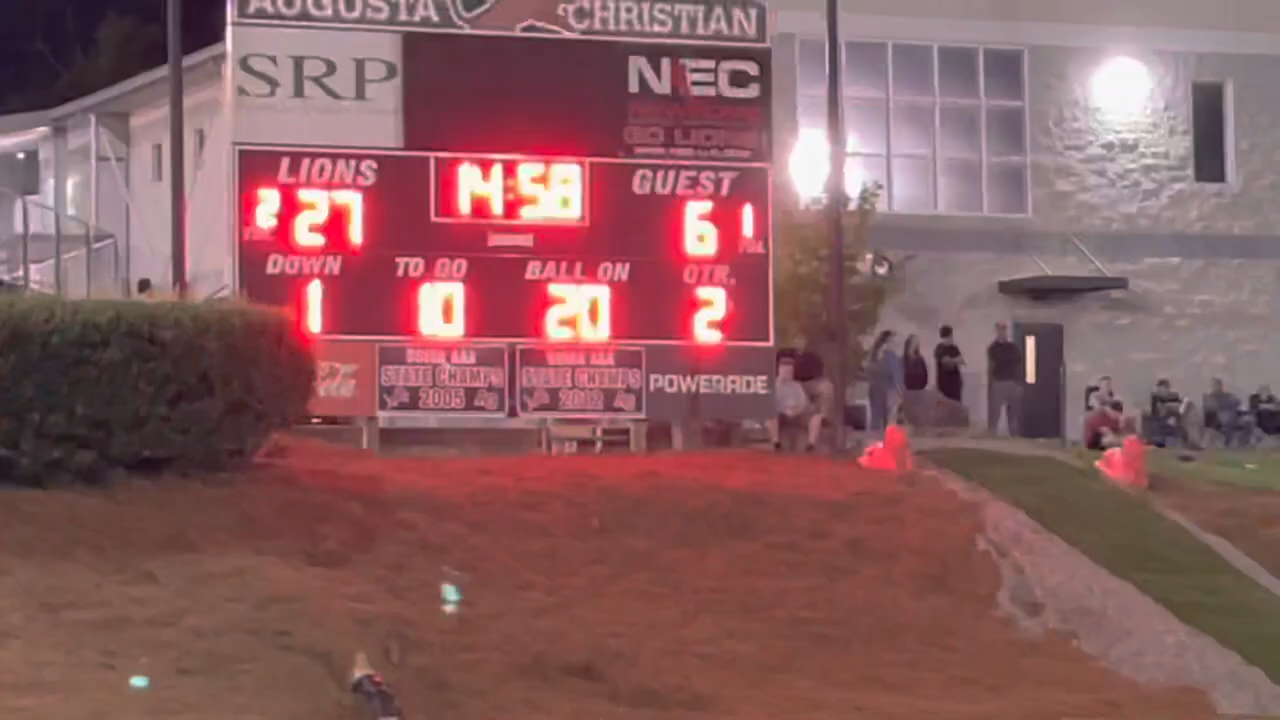 AUGUSTA CHRISTIAN
SRP
NEC
GO LIONS
LIONS 14:58 GUEST
2 27 6 1
DOWN TO GO BALL ON QTR.
1 10 20 2
STATE CHAMPS STATE CHAMPS POWERADE
2005 2012